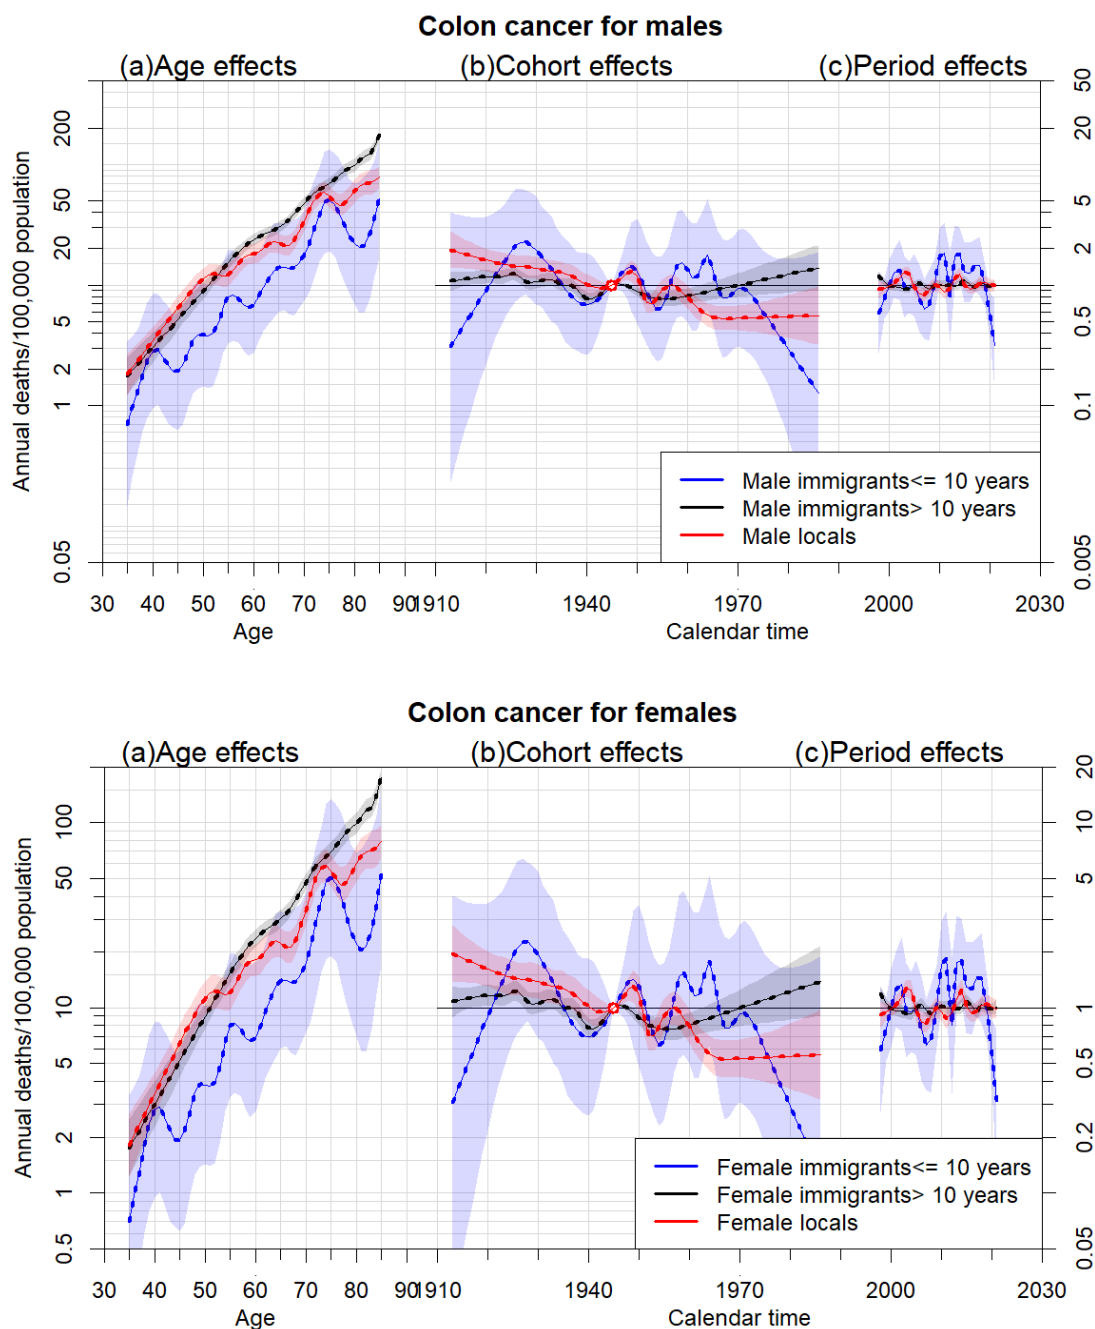 Colon cancer for males
(a)Age effects (b)Cohort effects (c)Period effects
Annual deaths/100,000 population
200
50
20
5
2
1
0.05
50
20
5
2
1
0.5
0.1
0.005
Male immigrants<= 10 years
Male immigrants> 10 years
Male locals
30 40 50 60 70 80 90 1910 1940 1970 2000 2030
Age Calendar time
Colon cancer for females
(a)Age effects (b)Cohort effects (c)Period effects
Annual deaths/100,000 population
100
50
20
10
5
2
1
0.5
20
10
5
2
1
0.5
0.2
0.05
Female immigrants<= 10 years
Female immigrants> 10 years
Female locals
30 40 50 60 70 80 90 1910 1940 1970 2000 2030
Age Calendar time